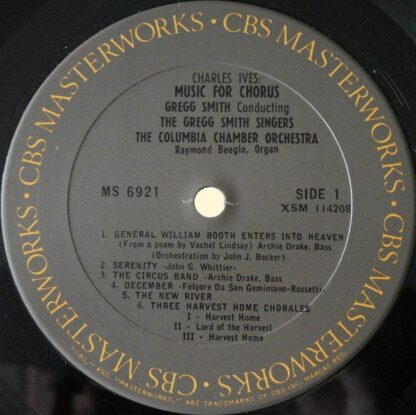 CBS MASTERWORKS • CBS MASTERWORKS • CBS MASTERWORKS • CBS MASTERWORKS •
CHARLES IVES:
MUSIC FOR CHORUS
GREGG SMITH Conducting
THE GREGG SMITH SINGERS
THE COLUMBIA CHAMBER ORCHESTRA
Raymond Beegle, Organ
MS 6921
SIDE 1
XSM 114208
1. GENERAL WILLIAM BOOTH ENTERS INTO HEAVEN
(From a poem by Vachel Lindsay) Archie Drake, Bass
(Orchestration by John J. Becker)
2. SERENITY -John G. Whittier-
3. THE CIRCUS BAND -Archie Drake, Bass
4. DECEMBER -Folgore Da San Geminiano-Rossetti-
5. THE NEW RIVER
6. THREE HARVEST HOME CHORALES
I - Harvest Home
II - Lord of the Harvest
III - Harvest Home
"CBS," AND "MASTERWORKS," ARE TRADEMARKS OF CBS INC. MARCAS REG.